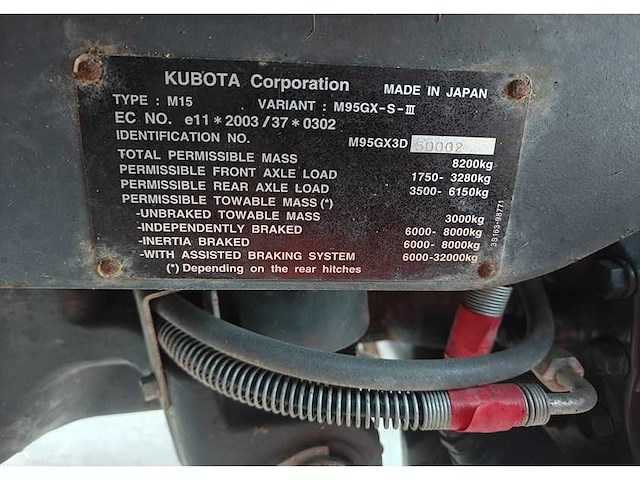 KUBOTA Corporation MADE IN JAPAN
TYPE : M15 VARIANT : M95GX-S-Ⅲ
EC NO. e11*2003/37*0302
IDENTIFICATION NO. M95GX3D 50002
TOTAL PERMISSIBLE MASS 8200kg
PERMISSIBLE FRONT AXLE LOAD 1750- 3280kg
PERMISSIBLE REAR AXLE LOAD 3500- 6150kg
PERMISSIBLE TOWABLE MASS(*)
-UNBRAKED TOWABLE MASS 3000kg
-INDEPENDENTLY BRAKED 6000- 8000kg
-INERTIA BRAKED 6000- 8000kg
-WITH ASSISTED BRAKING SYSTEM 6000-32000kg
(*) Depending on the rear hitches
3S163-98771